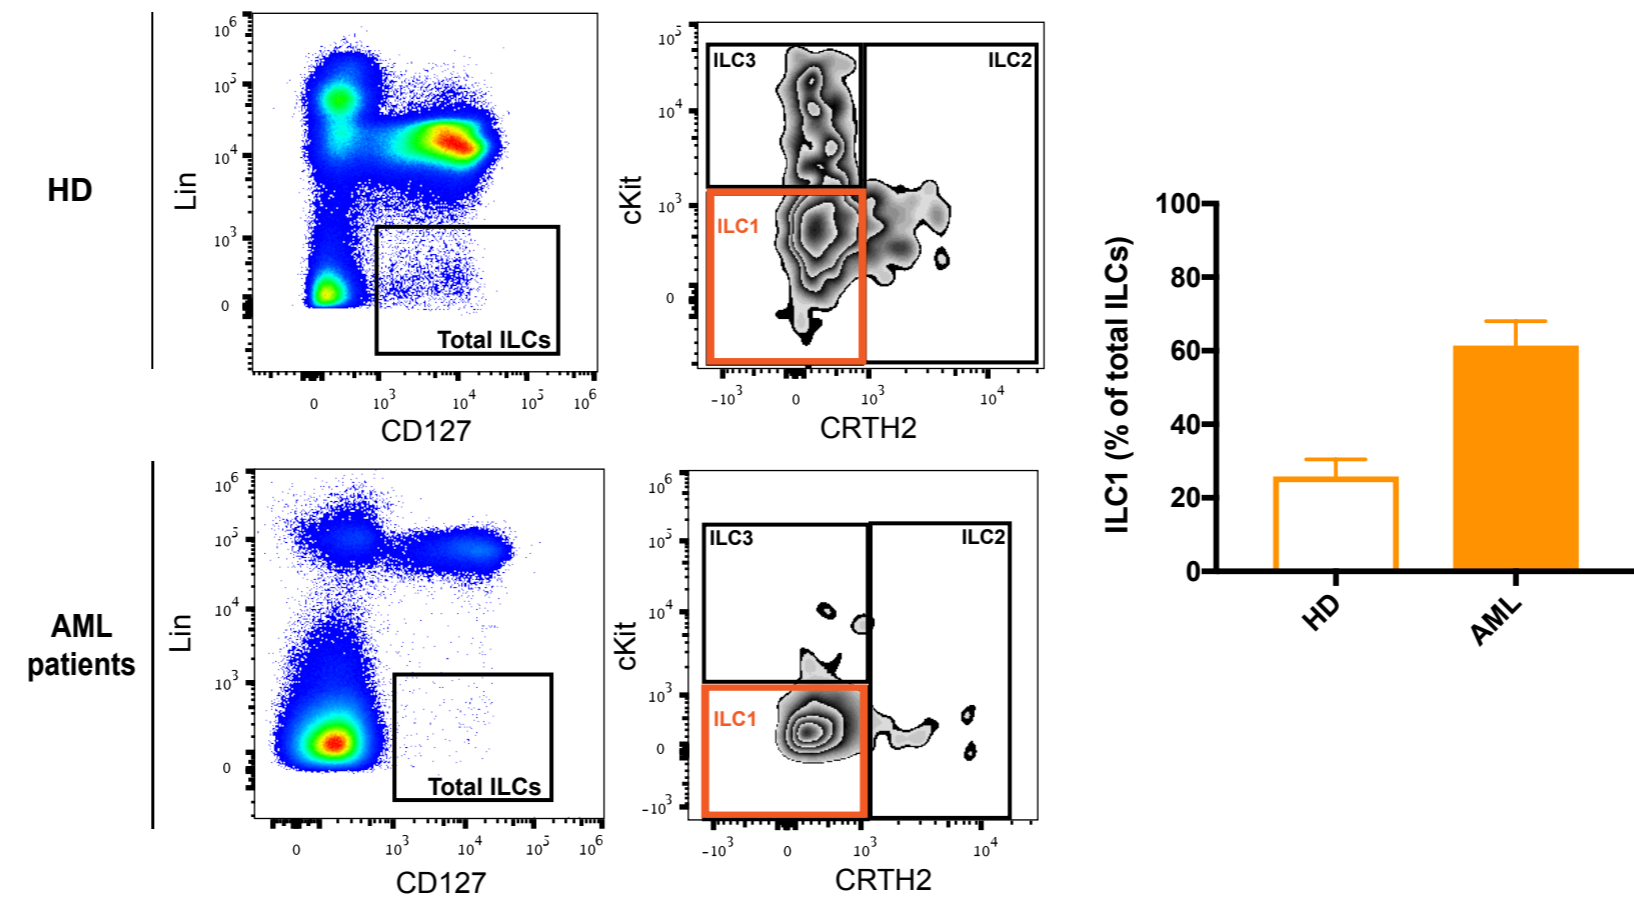 HD
Lin
10^6
10^5
10^4
10^3
0
Total ILCs
0
10^3
10^4
10^5
10^6
CD127
cKit
10^5
10^4
10^3
0
ILC3
ILC2
ILC1
-10^3
0
10^3
10^4
CRTH2
AML
patients
Lin
10^6
10^5
10^4
10^3
0
Total ILCs
0
10^3
10^4
10^5
10^6
CD127
cKit
10^6
10^5
10^4
10^3
0
-10^3
ILC3
ILC2
ILC1
-10^3
0
10^3
10^4
CRTH2
ILC1 (% of total ILCs)
100
80
60
40
20
0
HD
AML